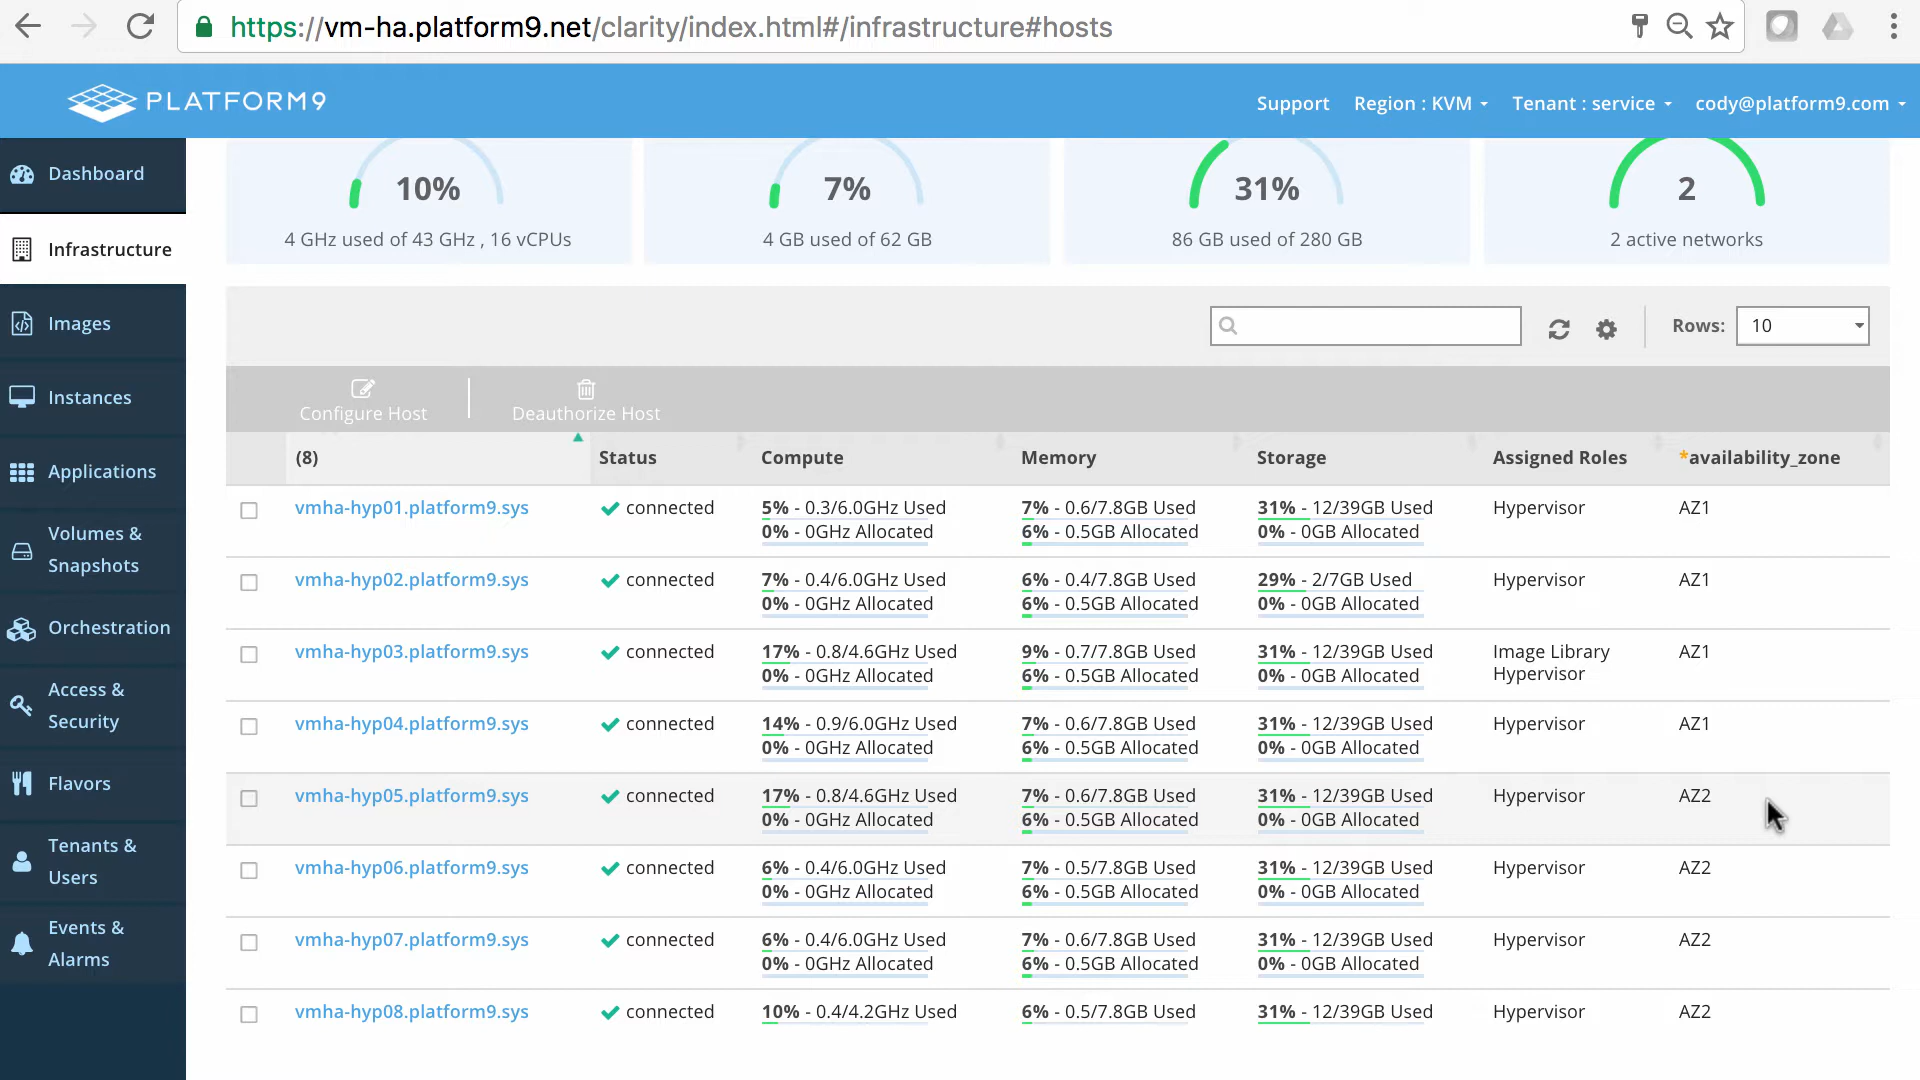 https://vm-ha.platform9.net/clarity/index.html#/infrastructure#hosts
PLATFORM9
Support Region : KVM Tenant : service cody@platform9.com
Dashboard
Infrastructure
Images
Instances
Applications
Volumes &
Snapshots
Orchestration
Access &
Security
Flavors
Tenants &
Users
Events &
Alarms
10%
4 GHz used of 43 GHz , 16 vCPUs
7%
4 GB used of 62 GB
31%
86 GB used of 280 GB
2
2 active networks
Rows: 10
Configure Host
Deauthorize Host
(8) Status Compute Memory Storage Assigned Roles *availability_zone
vmha-hyp01.platform9.sys connected 5% - 0.3/6.0GHz Used 7% - 0.6/7.8GB Used 31% - 12/39GB Used Hypervisor AZ1
0% - 0GHz Allocated 6% - 0.5GB Allocated 0% - 0GB Allocated
vmha-hyp02.platform9.sys connected 7% - 0.4/6.0GHz Used 6% - 0.4/7.8GB Used 29% - 2/7GB Used Hypervisor AZ1
0% - 0GHz Allocated 6% - 0.5GB Allocated 0% - 0GB Allocated
vmha-hyp03.platform9.sys connected 17% - 0.8/4.6GHz Used 9% - 0.7/7.8GB Used 31% - 12/39GB Used Image Library AZ1
0% - 0GHz Allocated 6% - 0.5GB Allocated 0% - 0GB Allocated Hypervisor
vmha-hyp04.platform9.sys connected 14% - 0.9/6.0GHz Used 7% - 0.6/7.8GB Used 31% - 12/39GB Used Hypervisor AZ1
0% - 0GHz Allocated 6% - 0.5GB Allocated 0% - 0GB Allocated
vmha-hyp05.platform9.sys connected 17% - 0.8/4.6GHz Used 7% - 0.6/7.8GB Used 31% - 12/39GB Used Hypervisor AZ2
0% - 0GHz Allocated 6% - 0.5GB Allocated 0% - 0GB Allocated
vmha-hyp06.platform9.sys connected 6% - 0.4/6.0GHz Used 7% - 0.5/7.8GB Used 31% - 12/39GB Used Hypervisor AZ2
0% - 0GHz Allocated 6% - 0.5GB Allocated 0% - 0GB Allocated
vmha-hyp07.platform9.sys connected 6% - 0.4/6.0GHz Used 7% - 0.6/7.8GB Used 31% - 12/39GB Used Hypervisor AZ2
0% - 0GHz Allocated 6% - 0.5GB Allocated 0% - 0GB Allocated
vmha-hyp08.platform9.sys connected 10% - 0.4/4.2GHz Used 6% - 0.5/7.8GB Used 31% - 12/39GB Used Hypervisor AZ2